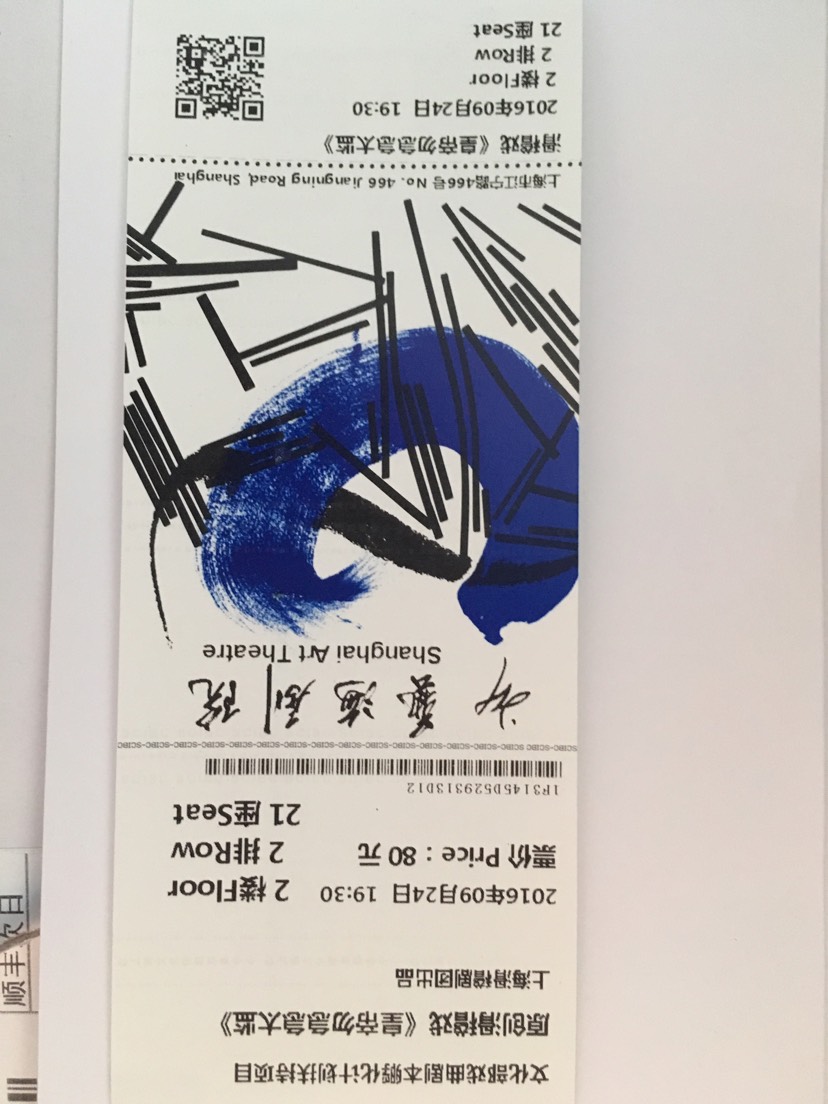 文化部戏曲剧本孵化计划扶持项目
原创滑稽戏《皇帝勿急急太监》
上海滑稽剧团出品
2016年09月24日 19:30 2 楼Floor
票价 Price：80 元 2 排Row
21 座Seat
1P3145D529313D12
藝海剧院
Shanghai Art Theatre
上海市江宁路466号 No. 466 Jiangning Road, Shanghai
滑稽戏《皇帝勿急急太监》
2016年09月24日 19:30
2 楼Floor
2 排Row
21 座Seat
顺丰次日